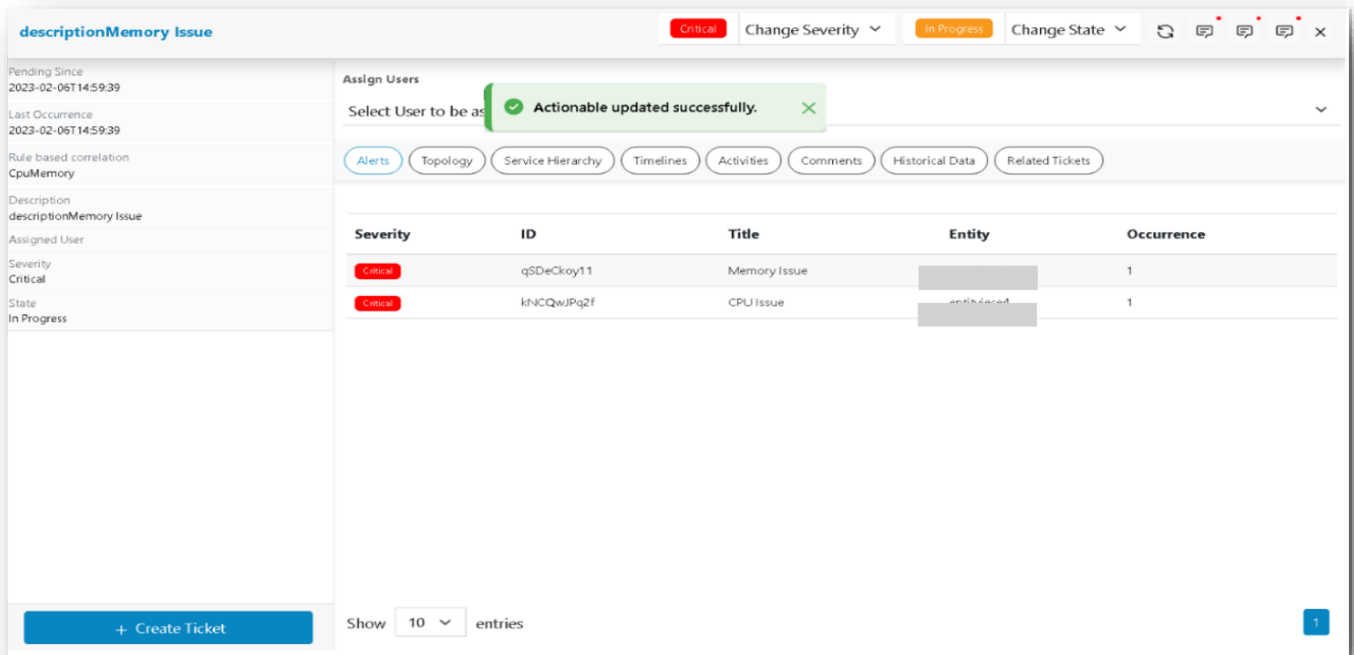 descriptionMemory Issue
Critical
Change Severity
In Progress
Change State
Pending Since
2023-02-06T14:59:39
Last Occurrence
2023-02-06T14:59:39
Rule based correlation
CpuMemory
Description
descriptionMemory Issue
Assigned User
Severity
Critical
State
In Progress
+ Create Ticket
Assign Users
Select User to be as
Actionable updated successfully.
Alerts Topology Service Hierarchy Timelines Activities Comments Historical Data Related Tickets
Severity ID Title Entity Occurrence
Critical qSDeCkoy11 Memory Issue 1
Critical kNCQwJPq2f CPU Issue 1
Show 10 entries
1